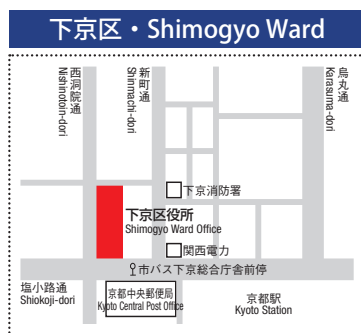 下京区・Shimogyo Ward
西洞院通
Nishinotoin-dori
新町通
Shinmachi-dori
烏丸通
Karasuma-dori
下京消防署
下京区役所
Shimogyo Ward Office
関西電力
市バス下京総合庁舎前停
塩小路通
Shiokoji-dori
京都中央郵便局
Kyoto Central Post Office
京都駅
Kyoto Station